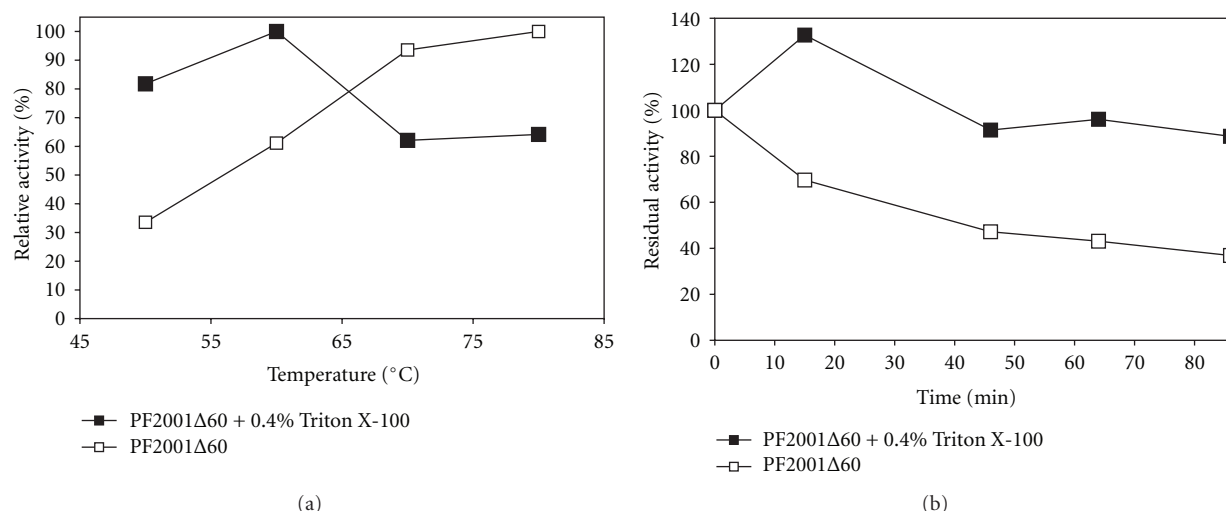 100
90
80
70
60
50
40
30
20
10
0
Relative activity (%)
45 55 65 75 85
Temperature (°C)
PF2001Δ60 + 0.4% Triton X-100
PF2001Δ60
(a)
140
120
100
80
60
40
20
0
Residual activity (%)
0 10 20 30 40 50 60 70 80
Time (min)
PF2001Δ60 + 0.4% Triton X-100
PF2001Δ60
(b)